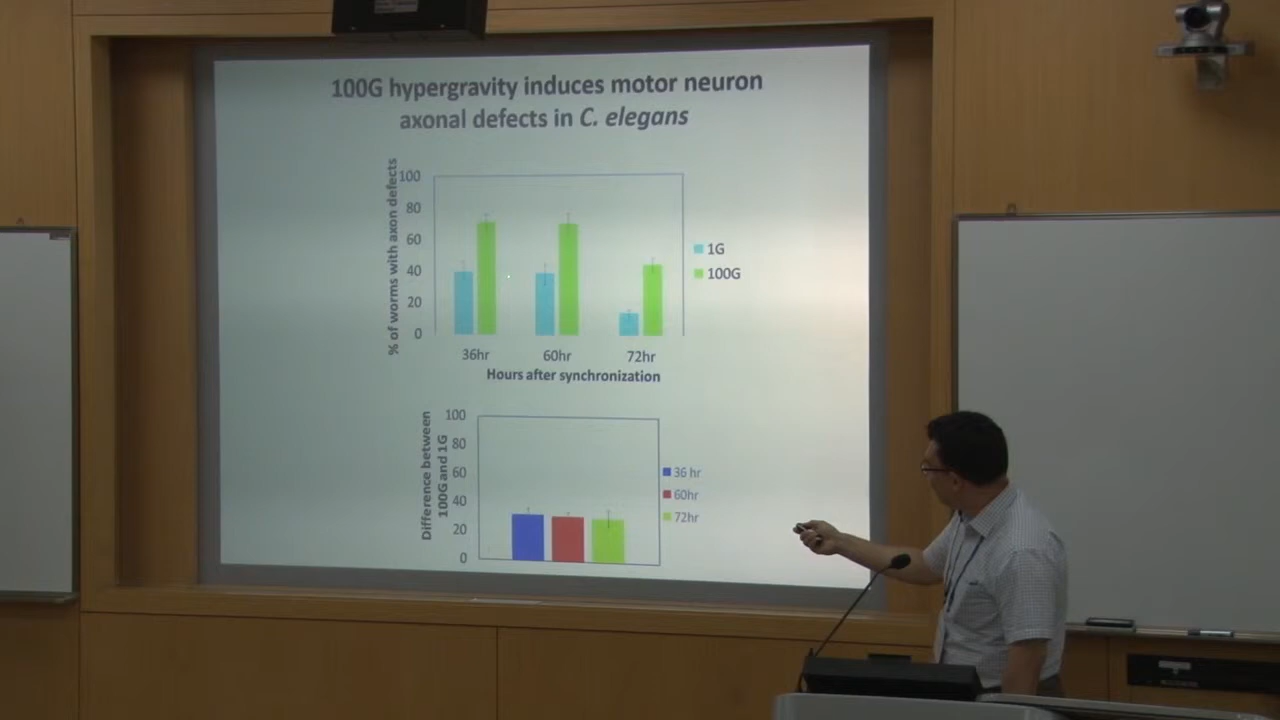 100G hypergravity induces motor neuron
axonal defects in C. elegans
% of worms with axon defects
100
80
60
40
20
0
1G
100G
36hr
60hr
72hr
Hours after synchronization
Difference between
100G and 1G
100
80
60
40
20
0
36 hr
60hr
72hr